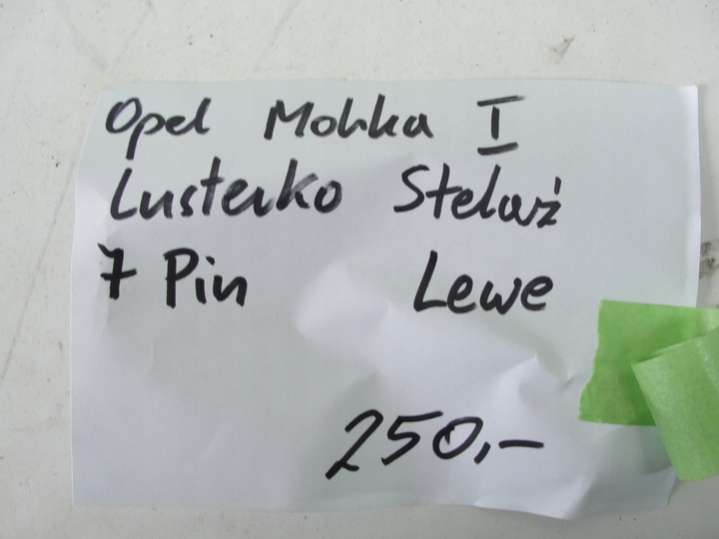 Opel Mokka I
Lusterko Stelaż
7 Pin Lewe
250,-